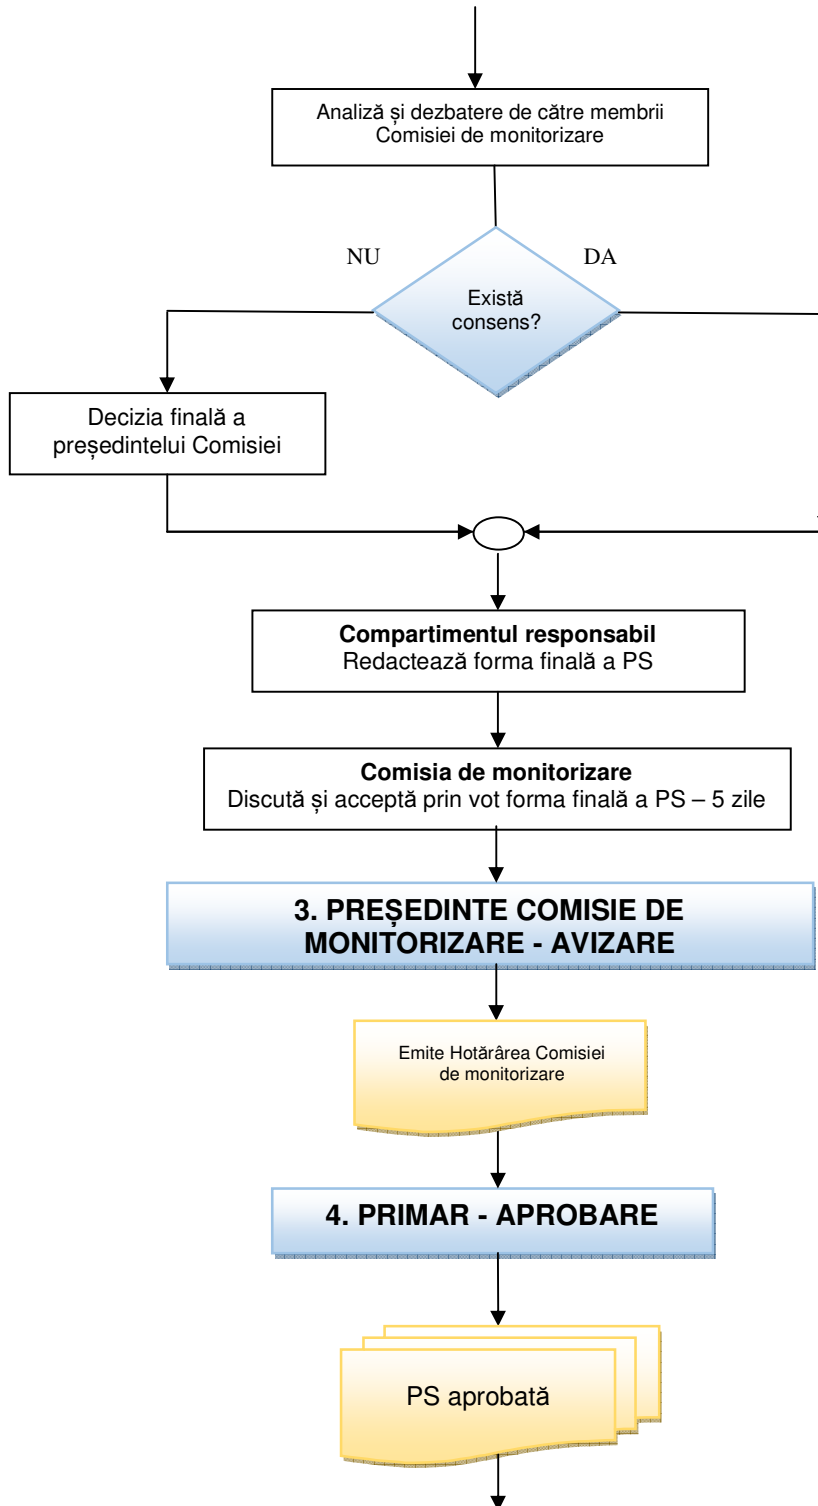 Analiză și dezbatere de către membrii
Comisiei de monitorizare
NU
DA
Există
consens?
Decizia finală a
președintelui Comisiei
Compartimentul responsabil
Redactează forma finală a PS
Comisia de monitorizare
Discută și acceptă prin vot forma finală a PS – 5 zile
3. PREȘEDINTE COMISIE DE
MONITORIZARE - AVIZARE
Emite Hotărârea Comisiei
de monitorizare
4. PRIMAR - APROBARE
PS aprobată